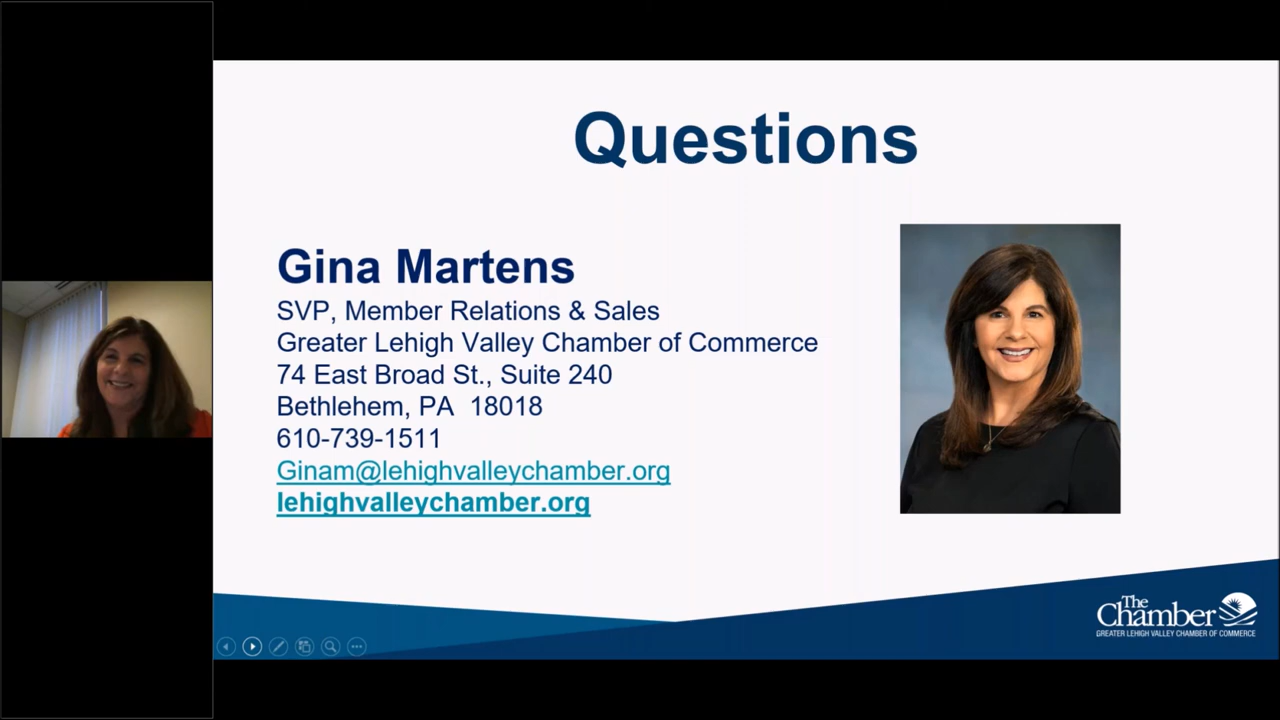 Questions
Gina Martens
SVP, Member Relations & Sales
Greater Lehigh Valley Chamber of Commerce
74 East Broad St., Suite 240
Bethlehem, PA  18018
610-739-1511
Ginam@lehighvalleychamber.org
lehighvalleychamber.org
The
Chamber
GREATER LEHIGH VALLEY CHAMBER OF COMMERCE